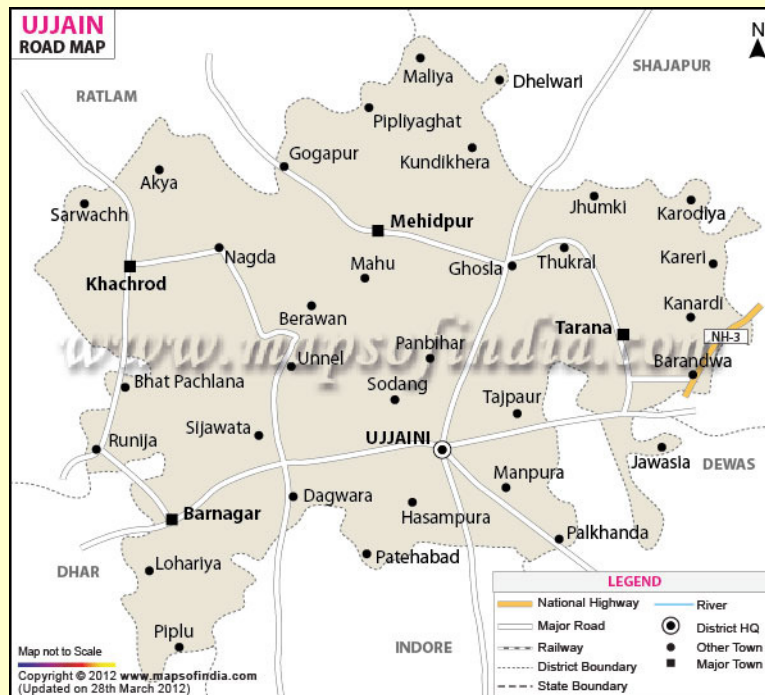 UJJAIN
ROAD MAP
N
SHAJAPUR
RATLAM
Maliya
Dhelwari
Pipliyaghat
Gogapur
Kundikhera
Akya
Sarwachh
Jhumki
Karodiya
Mehidpur
Nagda
Mahu
Ghosla
Thukral
Kareri
Khachrod
Berawan
Kanardi
Tarana
NH-3
www.mapsofindia.com
Panbihar
Unnel
Barandwa
Bhat Pachlana
Sodang
Tajpaur
Runija
Sijawata
UJJAINI
Jawasla
DEWAS
Manpura
Dagwara
Hasampura
Barnagar
Palkhanda
Patehabad
DHAR
Lohariya
Piplu
INDORE
LEGEND
National Highway
River
Major Road
District HQ
Railway
Other Town
District Boundary
Major Town
State Boundary
Map not to Scale
Copyright © 2012 www.mapsofindia.com
(Updated on 28th March 2012)